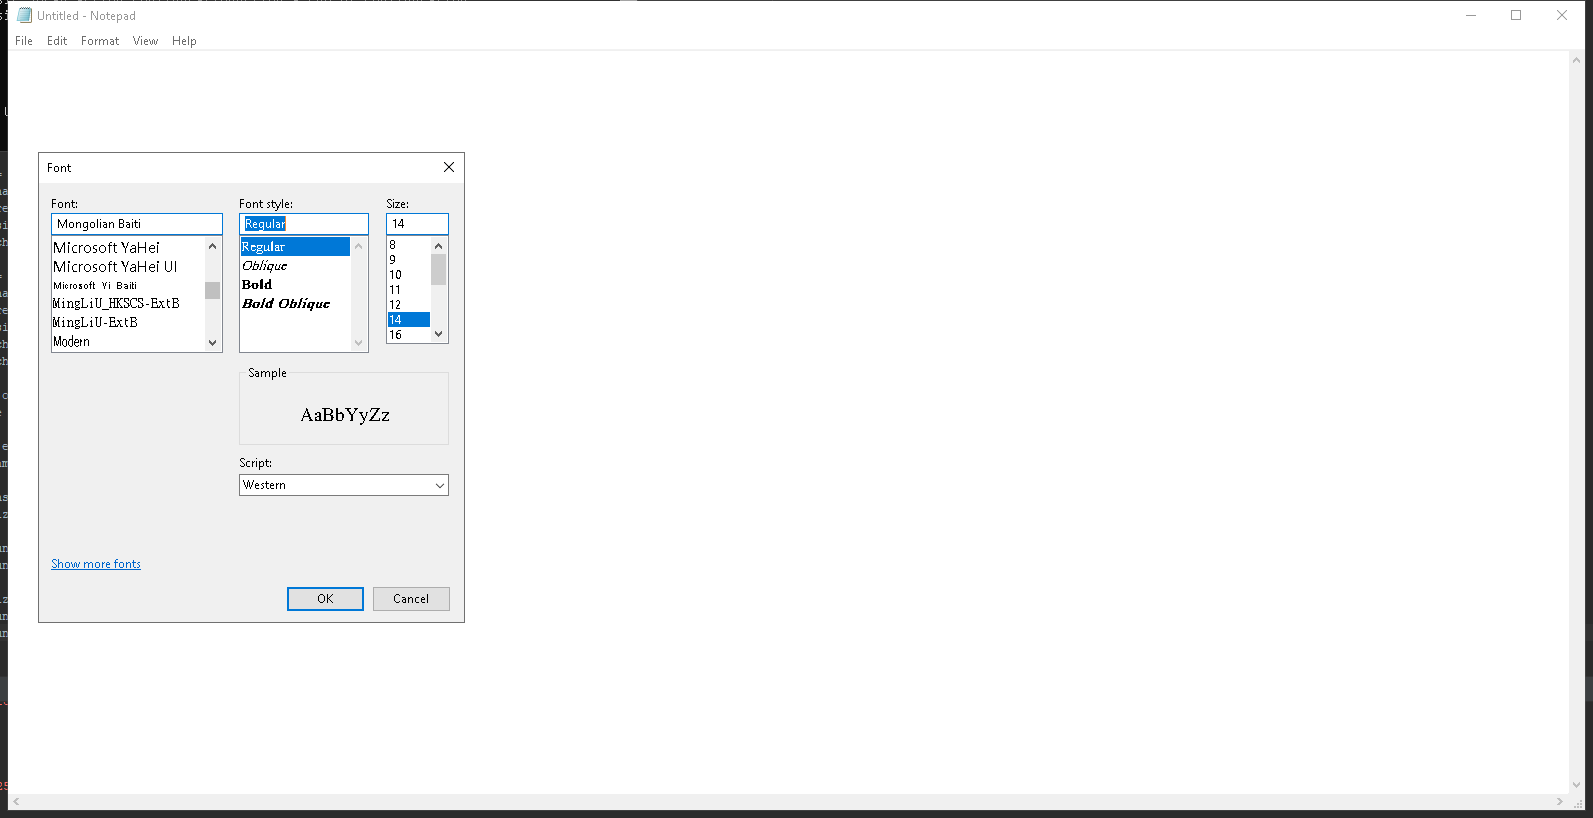 Untitled - Notepad
File Edit Format View Help
Font
Font: Font style: Size:
Mongolian Baiti Regular 14
Microsoft YaHei
Microsoft YaHei UI
Microsoft Yi Baiti
MingLiU_HKSCS-ExtB
MingLiU-ExtB
Modern
Regular
Oblique
Bold
Bold Oblique
8
9
10
11
12
14
16
Sample
AaBbYyZz
Script:
Western
Show more fonts
OK Cancel